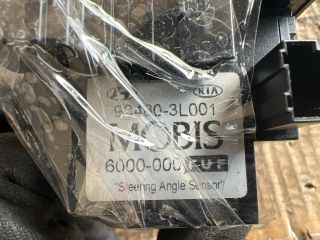 KIA
93480-3L001
MOBIS
6000-000
"Steering Angle Sensor"